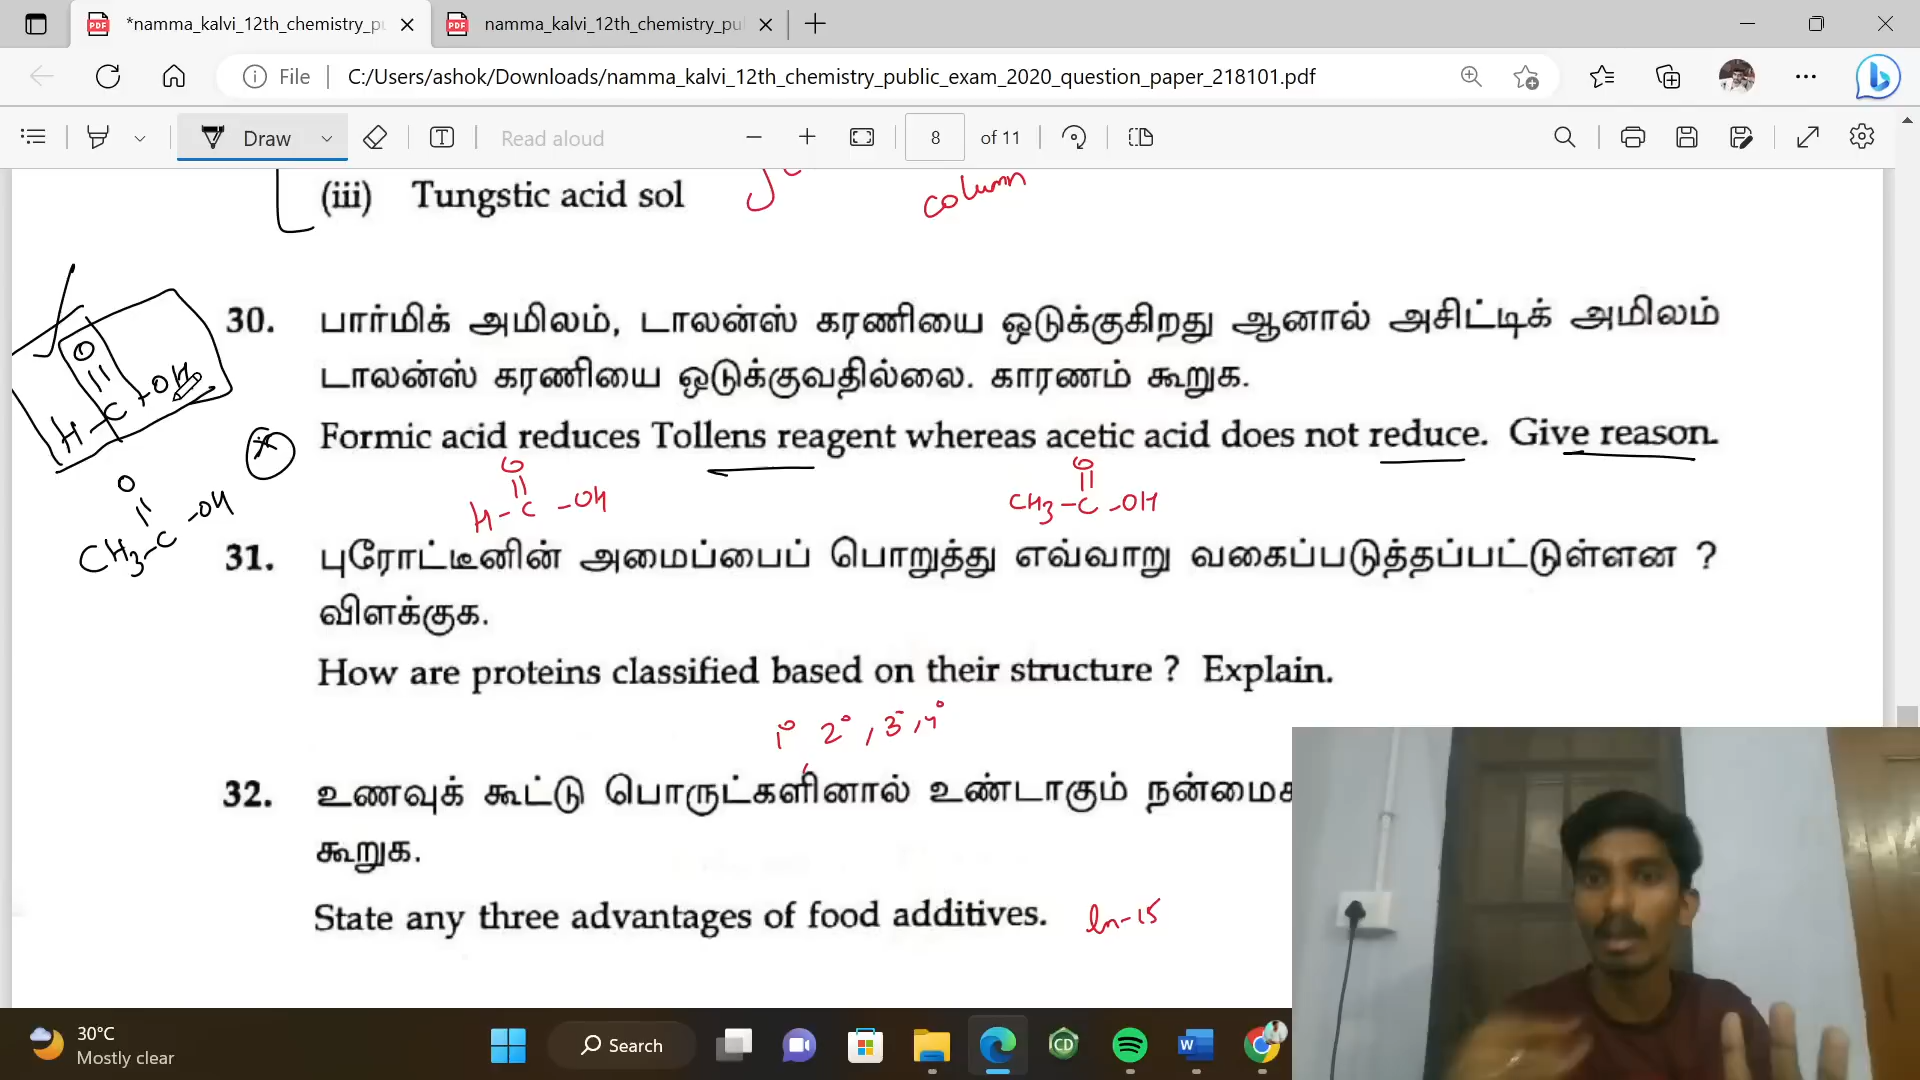 *namma_kalvi_12th_chemistry_pu
namma_kalvi_12th_chemistry_pu
File
C:/Users/ashok/Downloads/namma_kalvi_12th_chemistry_public_exam_2020_question_paper_218101.pdf
Draw
Read aloud
8 of 11
(iii) Tungstic acid sol
column
30. பார்மிக் அமிலம், டாலன்ஸ் கரணியை ஒடுக்குகிறது ஆனால் அசிட்டிக் அமிலம்
டாலன்ஸ் கரணியை ஒடுக்குவதில்லை. காரணம் கூறுக.
Formic acid reduces Tollens reagent whereas acetic acid does not reduce. Give reason.
O
H-C-OH
O
H-C-OH
O
CH3-C-OH
O
CH3-C-OH
31. புரோட்டீனின் அமைப்பைப் பொறுத்து எவ்வாறு வகைப்படுத்தப்பட்டுள்ளன ?
விளக்குக.
How are proteins classified based on their structure ? Explain.
1° 2°, 3°, 4°
32. உணவுக் கூட்டு பொருட்களினால் உண்டாகும்
கூறுக.
State any three advantages of food additives. ln-15
30°C
Mostly clear
Search
CD